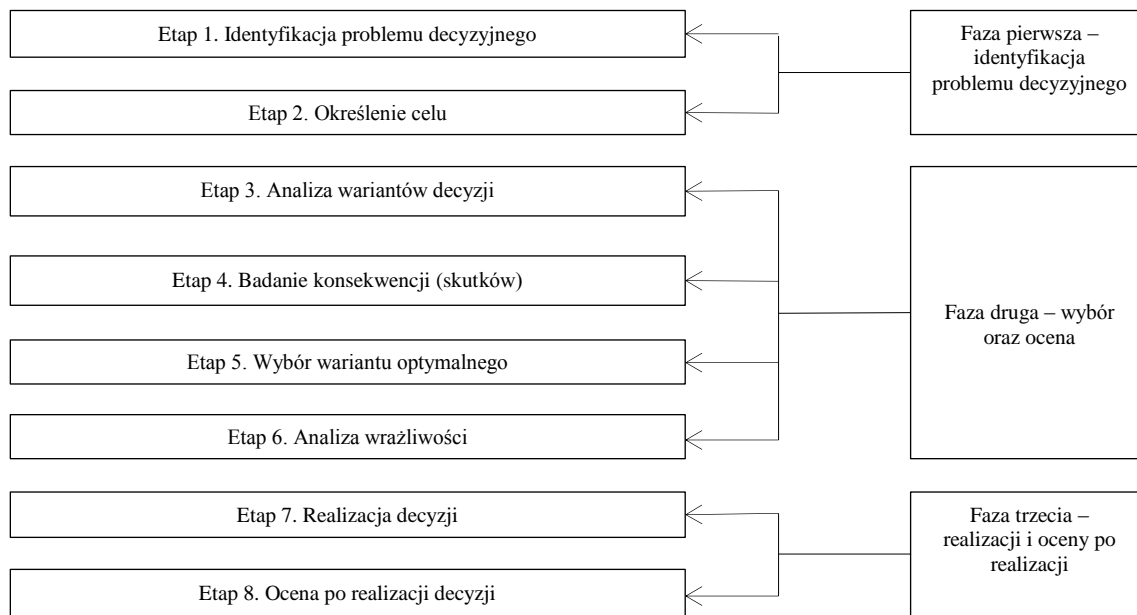 Etap 1. Identyfikacja problemu decyzyjnego
Faza pierwsza –
identyfikacja
problemu decyzyjnego
Etap 2. Określenie celu
Etap 3. Analiza wariantów decyzji
Etap 4. Badanie konsekwencji (skutków)
Faza druga – wybór
oraz ocena
Etap 5. Wybór wariantu optymalnego
Etap 6. Analiza wrażliwości
Etap 7. Realizacja decyzji
Faza trzecia –
realizacji i oceny po
realizacji
Etap 8. Ocena po realizacji decyzji